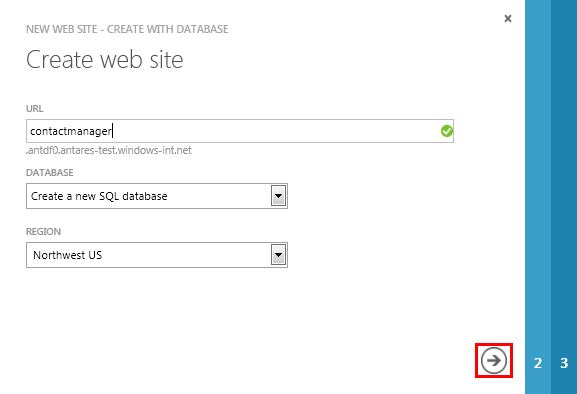 NEW WEB SITE - CREATE WITH DATABASE
Create web site
URL
contactmanager
.antdf0.antares-test.windows-int.net
DATABASE
Create a new SQL database
REGION
Northwest US
2 3